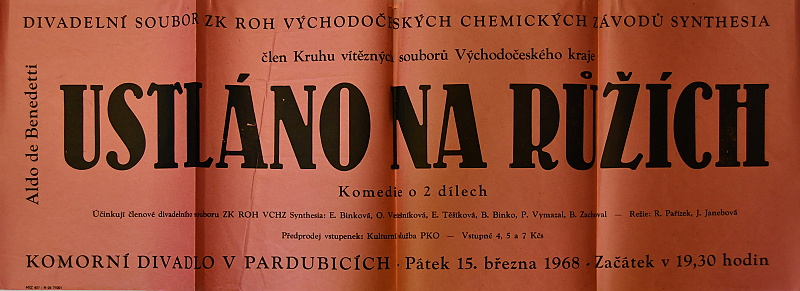 DIVADELNÍ SOUBOR ZK ROH VÝCHODOČESKÝCH CHEMICKÝCH ZÁVODŮ SYNTHESIA
člen Kruhu vítězných souborů Východočeského kraje
Aldo de Benedetti
USTLÁNO NA RŮŽÍCH
Komedie o 2 dílech
Účinkují členové divadelního souboru ZK ROH VCHZ Synthesia: E. Binková, O. Veselníková, E. Těšíková, B. Binko, P. Vymazal, B. Zachoval — Režie: R. Pařízek, J. Janebová
Předprodej vstupenek: Kulturní služba PKO — Vstupné 4, 5 a 7 Kčs
KOMORNÍ DIVADLO V PARDUBICÍCH · Pátek 15. března 1968 · Začátek v 19,30 hodin